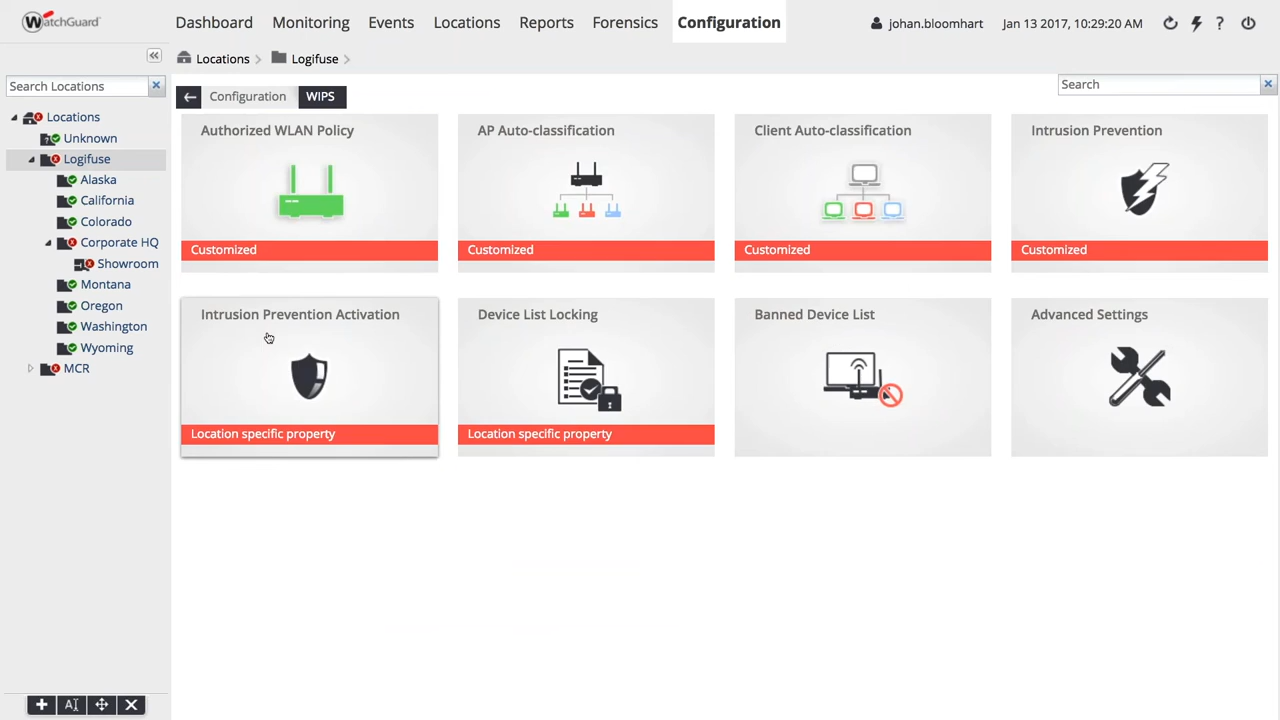 WatchGuard
Dashboard Monitoring Events Locations Reports Forensics Configuration
johan.bloomhart Jan 13 2017, 10:29:20 AM ?
Locations Logifuse
Search Locations
Search
Configuration WIPS
Locations
Unknown
Logifuse
Alaska
California
Colorado
Corporate HQ
Showroom
Montana
Oregon
Washington
Wyoming
MCR
Authorized WLAN Policy
Customized
AP Auto-classification
Customized
Client Auto-classification
Customized
Intrusion Prevention
Customized
Intrusion Prevention Activation
Location specific property
Device List Locking
Location specific property
Banned Device List
Advanced Settings